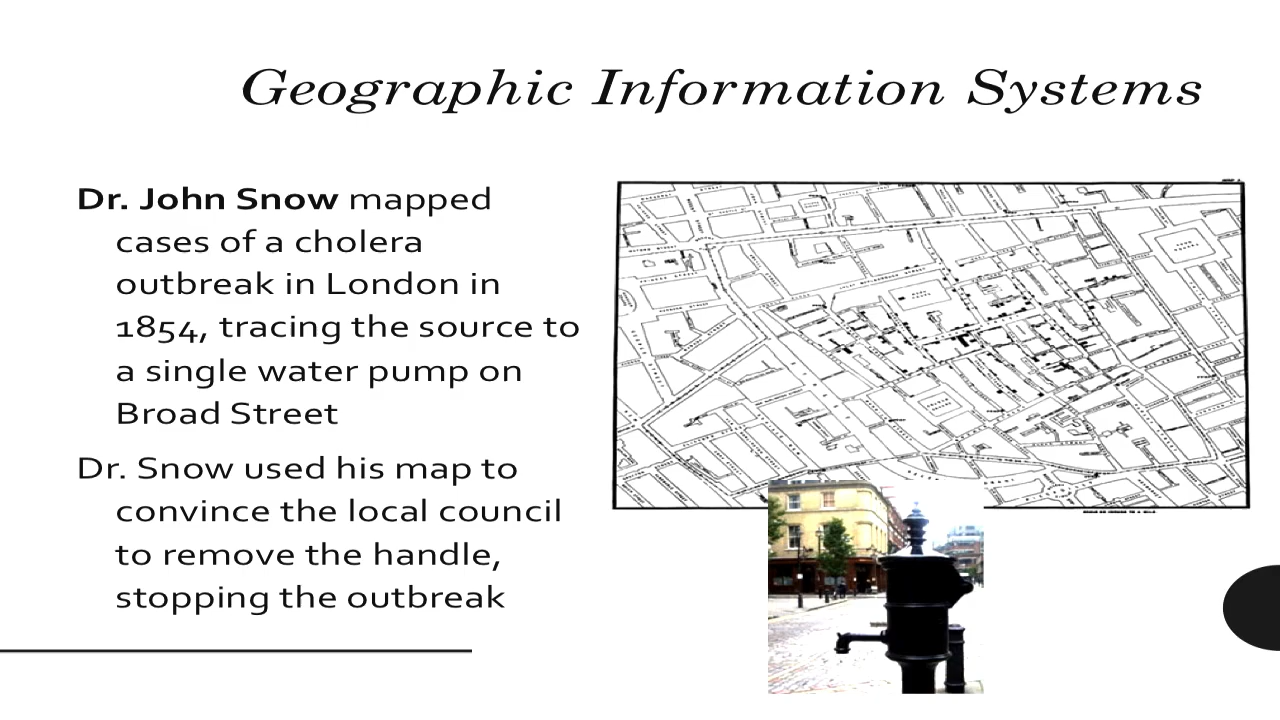 Geographic Information Systems
Dr. John Snow mapped
cases of a cholera
outbreak in London in
1854, tracing the source to
a single water pump on
Broad Street
Dr. Snow used his map to
convince the local council
to remove the handle,
stopping the outbreak